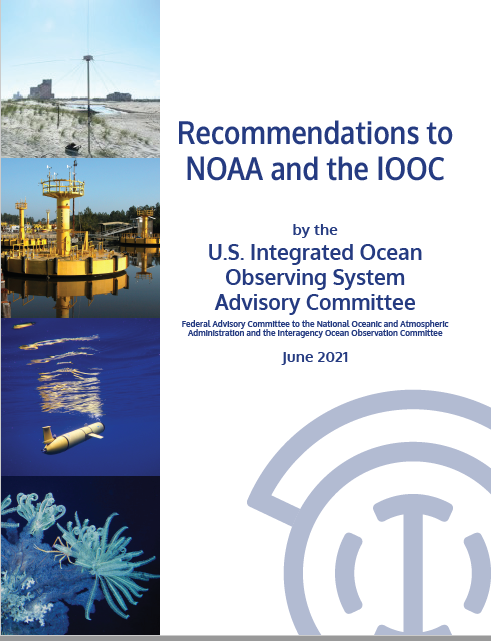 Recommendations to
NOAA and the IOOC
by the
U.S. Integrated Ocean
Observing System
Advisory Committee
Federal Advisory Committee to the National Oceanic and Atmospheric
Administration and the Interagency Ocean Observation Committee
June 2021